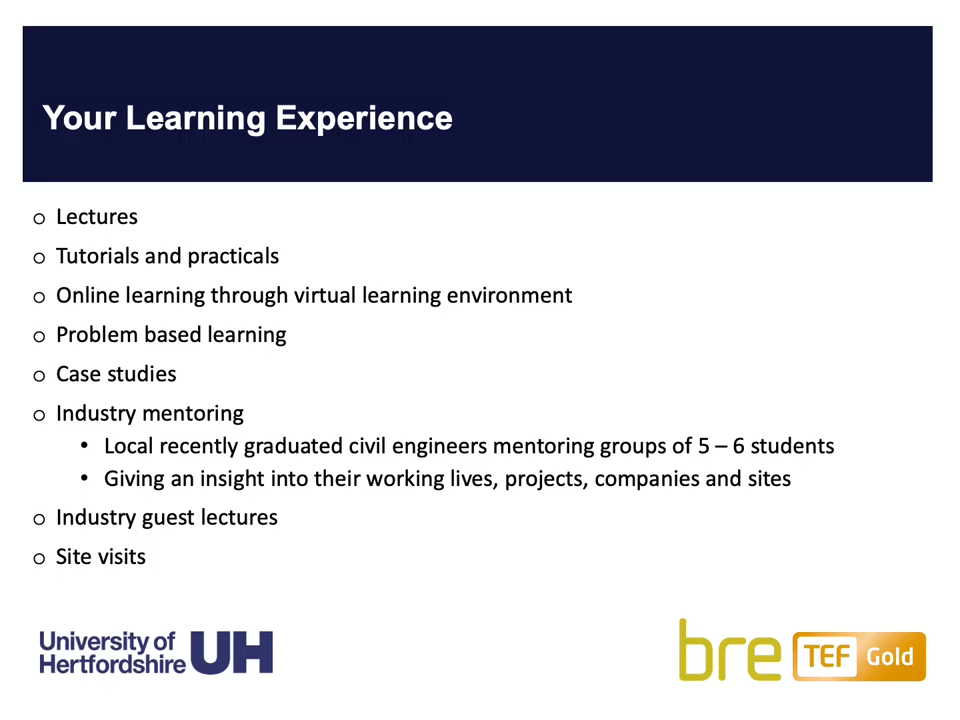 Your Learning Experience
o Lectures
o Tutorials and practicals
o Online learning through virtual learning environment
o Problem based learning
o Case studies
o Industry mentoring
• Local recently graduated civil engineers mentoring groups of 5 – 6 students
• Giving an insight into their working lives, projects, companies and sites
o Industry guest lectures
o Site visits
University of
Hertfordshire UH
bre TEF Gold